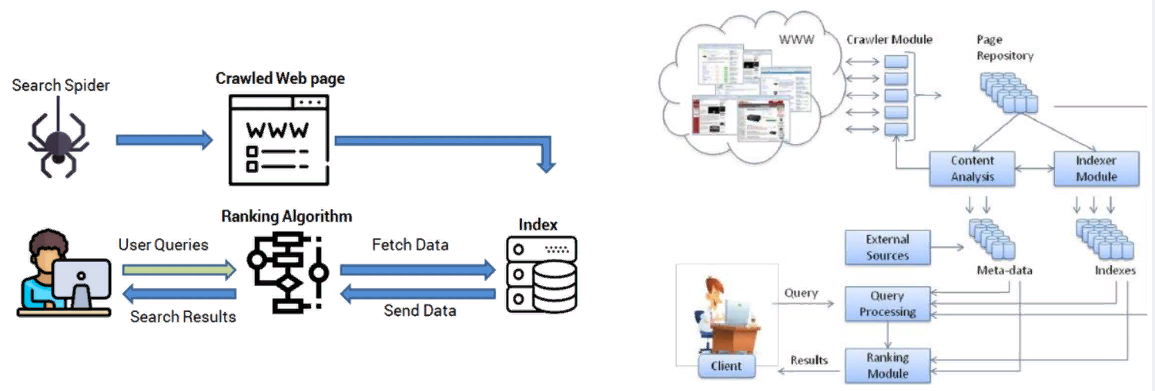 Search Spider
Crawled Web page
WWW
Ranking Algorithm
Index
User Queries
Fetch Data
Search Results
Send Data
WWW
Crawler Module
Page
Repository
Content
Analysis
Indexer
Module
External
Sources
Meta-data
Indexes
Query
Query
Processing
Client
Results
Ranking
Module